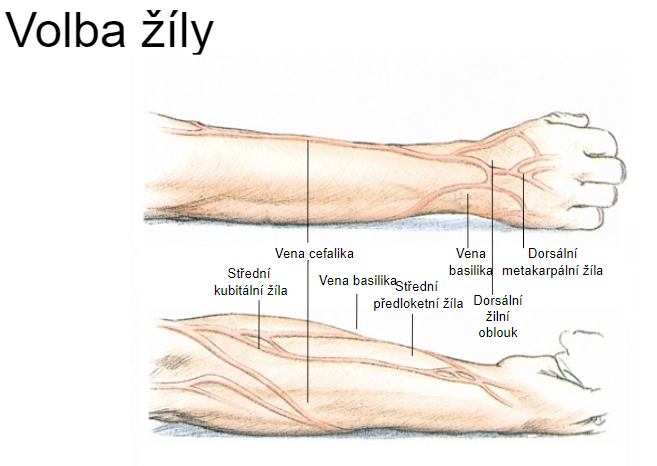 Volba žíly
Vena cefalika
Vena
basilika
Dorsální
metakarpální žíla
Střední
kubitální žíla
Vena basilika
Střední
předloketní žíla
Dorsální
žilní
oblouk